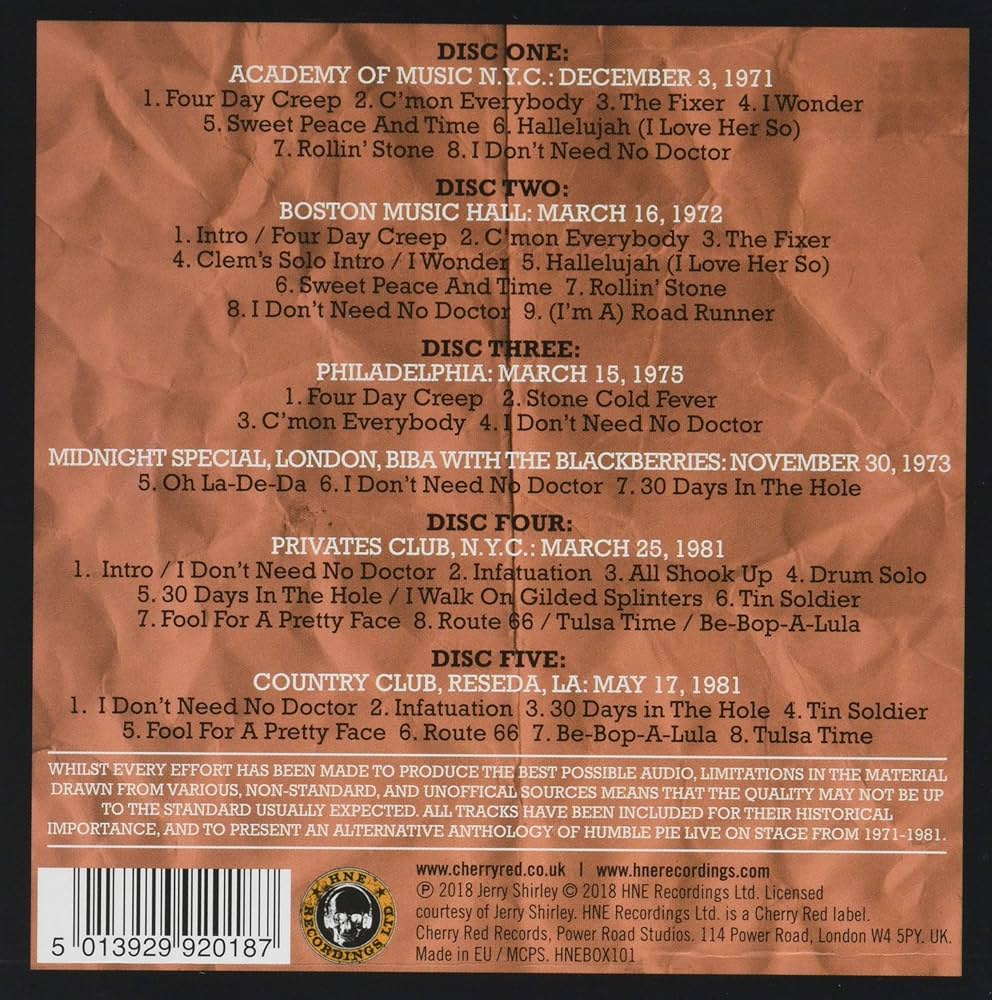 DISC ONE:
ACADEMY OF MUSIC N.Y.C.: DECEMBER 3, 1971
1. Four Day Creep 2. C'mon Everybody 3. The Fixer 4. I Wonder
5. Sweet Peace And Time 6. Hallelujah (I Love Her So)
7. Rollin' Stone 8. I Don't Need No Doctor
DISC TWO:
BOSTON MUSIC HALL: MARCH 16, 1972
1. Intro / Four Day Creep 2. C'mon Everybody 3. The Fixer
4. Clem's Solo Intro / I Wonder 5. Hallelujah (I Love Her So)
6. Sweet Peace And Time 7. Rollin' Stone
8. I Don't Need No Doctor 9. (I'm A) Road Runner
DISC THREE:
PHILADELPHIA: MARCH 15, 1975
1. Four Day Creep 2. Stone Cold Fever
3. C'mon Everybody 4. I Don't Need No Doctor
MIDNIGHT SPECIAL, LONDON, BIBA WITH THE BLACKBERRIES: NOVEMBER 30, 1973
5. Oh La-De-Da 6. I Don't Need No Doctor 7. 30 Days In The Hole
DISC FOUR:
PRIVATES CLUB, N.Y.C.: MARCH 25, 1981
1. Intro / I Don't Need No Doctor 2. Infatuation 3. All Shook Up 4. Drum Solo
5. 30 Days In The Hole / I Walk On Gilded Splinters 6. Tin Soldier
7. Fool For A Pretty Face 8. Route 66 / Tulsa Time / Be-Bop-A-Lula
DISC FIVE:
COUNTRY CLUB, RESEDA, LA: MAY 17, 1981
1. I Don't Need No Doctor 2. Infatuation 3. 30 Days in The Hole 4. Tin Soldier
5. Fool For A Pretty Face 6. Route 66 7. Be-Bop-A-Lula 8. Tulsa Time
WHILST EVERY EFFORT HAS BEEN MADE TO PRODUCE THE BEST POSSIBLE AUDIO, LIMITATIONS IN THE MATERIAL
DRAWN FROM VARIOUS, NON-STANDARD, AND UNOFFICAL SOURCES MEANS THAT THE QUALITY MAY NOT BE UP
TO THE STANDARD USUALLY EXPECTED. ALL TRACKS HAVE BEEN INCLUDED FOR THEIR HISTORICAL
IMPORTANCE, AND TO PRESENT AN ALTERNATIVE ANTHOLOGY OF HUMBLE PIE LIVE ON STAGE FROM 1971-1981.
5 013929 920187
HNE RECORDINGS LTD
www.cherryred.co.uk | www.hnerecordings.com
℗ 2018 Jerry Shirley © 2018 HNE Recordings Ltd. Licensed
courtesy of Jerry Shirley. HNE Recordings Ltd. is a Cherry Red label.
Cherry Red Records, Power Road Studios. 114 Power Road, London W4 5PY. UK.
Made in EU / MCPS. HNEBOX101